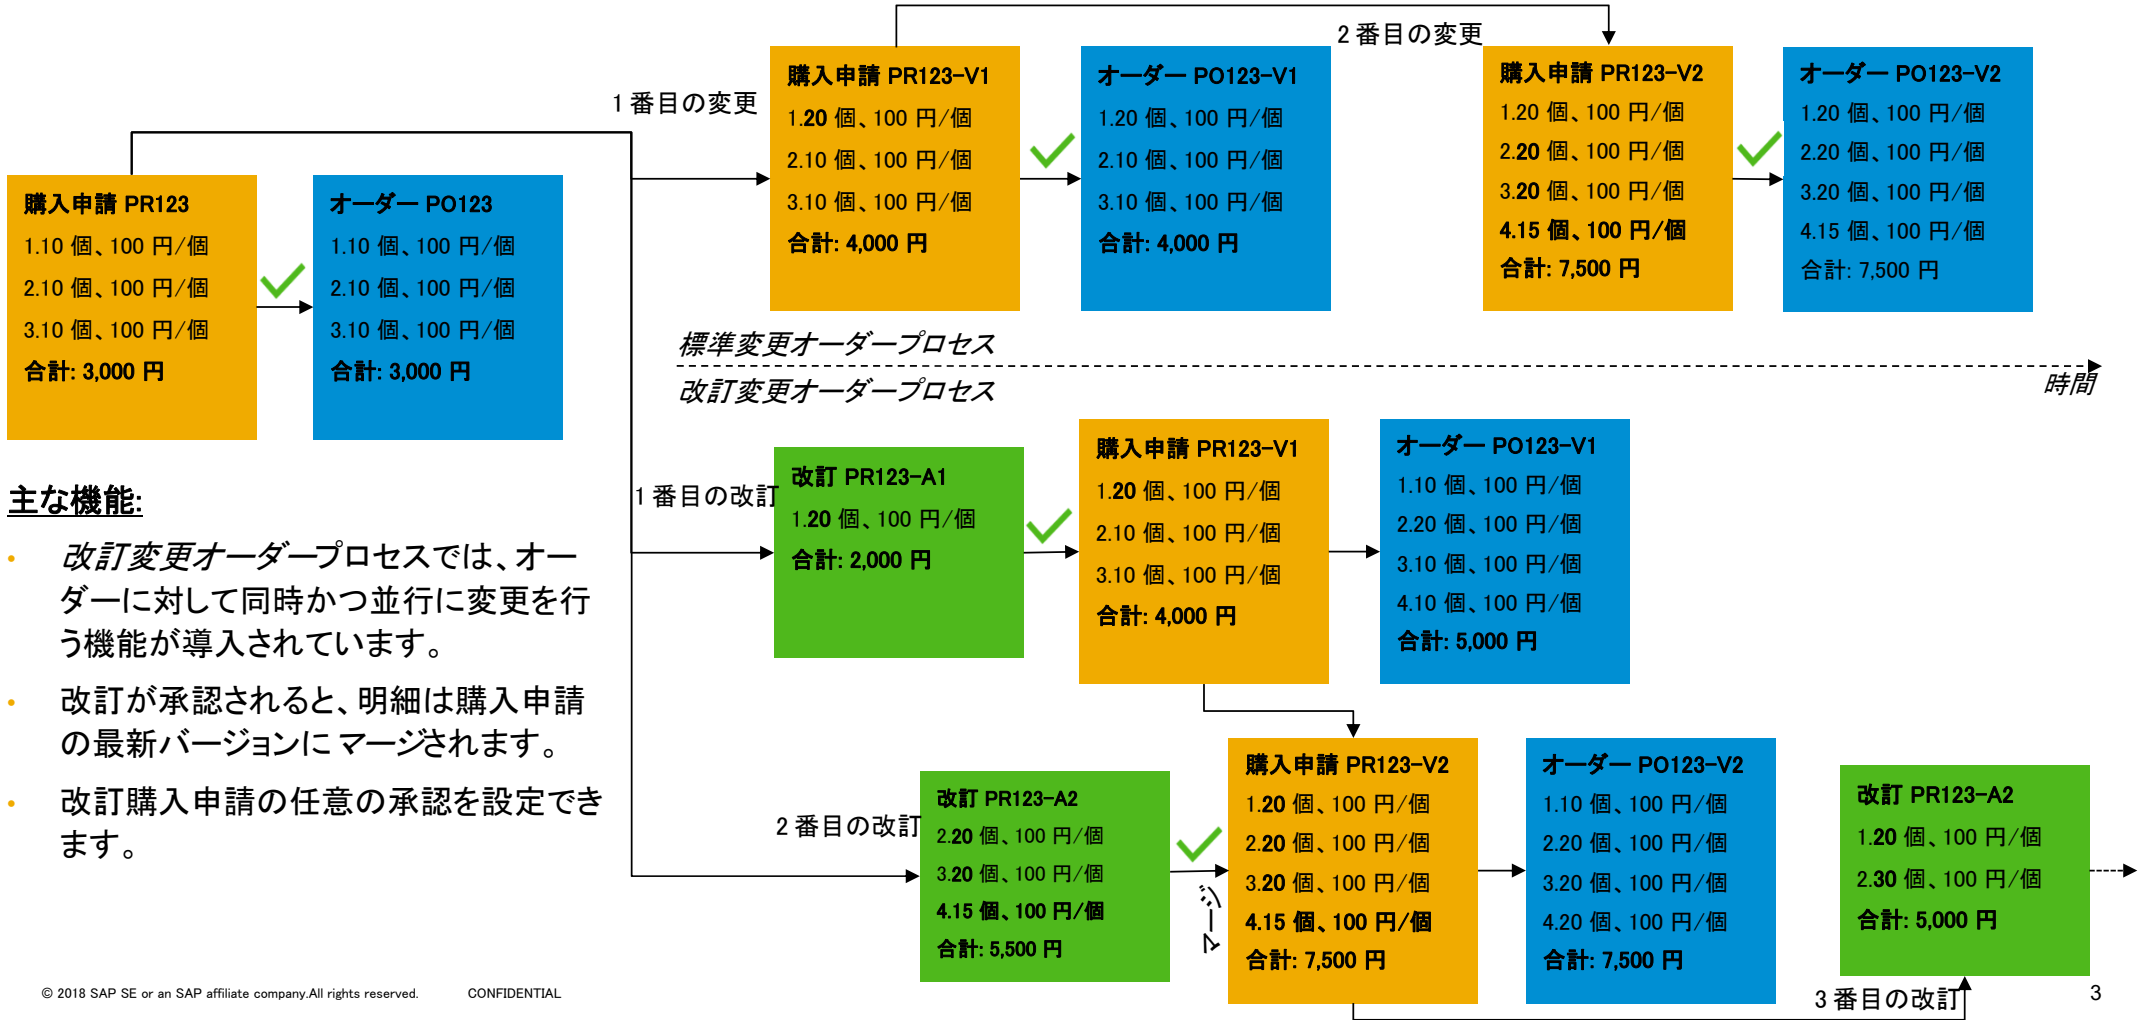 1 番目の変更
2 番目の変更
購入申請 PR123-V1
1.20 個、100 円/個
2.10 個、100 円/個
3.10 個、100 円/個
合計: 4,000 円
オーダー PO123-V1
1.20 個、100 円/個
2.10 個、100 円/個
3.10 個、100 円/個
合計: 4,000 円
購入申請 PR123-V2
1.20 個、100 円/個
2.20 個、100 円/個
3.20 個、100 円/個
4.15 個、100 円/個
合計: 7,500 円
オーダー PO123-V2
1.20 個、100 円/個
2.20 個、100 円/個
3.20 個、100 円/個
4.15 個、100 円/個
合計: 7,500 円
購入申請 PR123
1.10 個、100 円/個
2.10 個、100 円/個
3.10 個、100 円/個
合計: 3,000 円
オーダー PO123
1.10 個、100 円/個
2.10 個、100 円/個
3.10 個、100 円/個
合計: 3,000 円
標準変更オーダープロセス
改訂変更オーダープロセス
時間
主な機能:
• 改訂変更オーダープロセスでは、オー
ダーに対して同時かつ並行に変更を行
う機能が導入されています。
• 改訂が承認されると、明細は購入申請
の最新バージョンにマージされます。
• 改訂購入申請の任意の承認を設定でき
ます。
1 番目の改訂
改訂 PR123-A1
1.20 個、100 円/個
合計: 2,000 円
購入申請 PR123-V1
1.20 個、100 円/個
2.10 個、100 円/個
3.10 個、100 円/個
合計: 4,000 円
オーダー PO123-V1
1.10 個、100 円/個
2.20 個、100 円/個
3.10 個、100 円/個
4.10 個、100 円/個
合計: 5,000 円
2 番目の改訂
改訂 PR123-A2
2.20 個、100 円/個
3.20 個、100 円/個
4.15 個、100 円/個
合計: 5,500 円
マージ
購入申請 PR123-V2
1.20 個、100 円/個
2.20 個、100 円/個
3.20 個、100 円/個
4.15 個、100 円/個
合計: 7,500 円
オーダー PO123-V2
1.10 個、100 円/個
2.20 個、100 円/個
3.20 個、100 円/個
4.20 個、100 円/個
合計: 7,500 円
改訂 PR123-A2
1.20 個、100 円/個
2.30 個、100 円/個
合計: 5,000 円
3 番目の改訂
© 2018 SAP SE or an SAP affiliate company.All rights reserved. CONFIDENTIAL
3